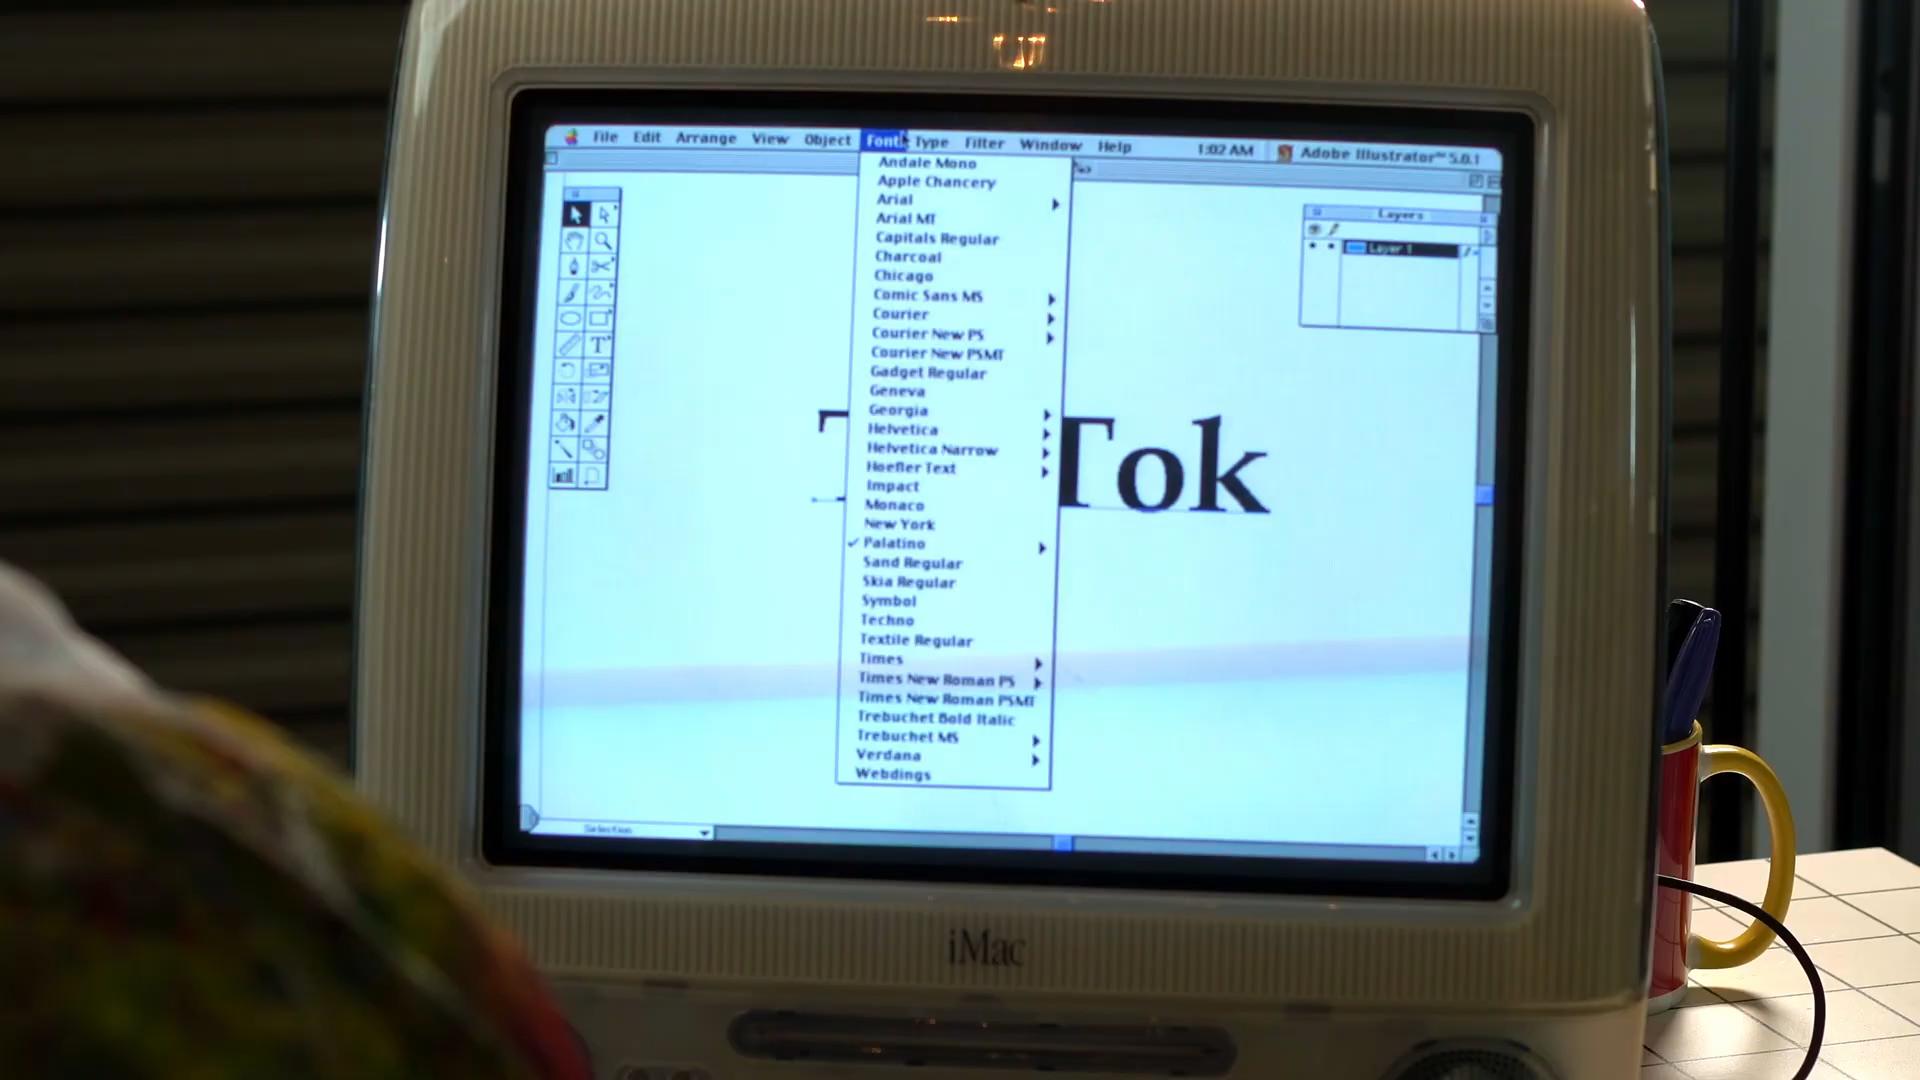 File Edit Arrange View Object Font Type Filter Window Help 1:02 AM Adobe Illustrator™ 5.0.1
Andale Mono
Apple Chancery
Arial
Arial MT
Capitals Regular
Charcoal
Chicago
Comic Sans MS
Courier
Courier New PS
Courier New PSMT
Gadget Regular
Geneva
Georgia
Helvetica
Helvetica Narrow
Hoefler Text
Impact
Monaco
New York
Palatino
Sand Regular
Skia Regular
Symbol
Techno
Textile Regular
Times
Times New Roman PS
Times New Roman PSMT
Trebuchet Bold Italic
Trebuchet MS
Verdana
Webdings
Layers
Layer 1
T Tok
Selection
iMac